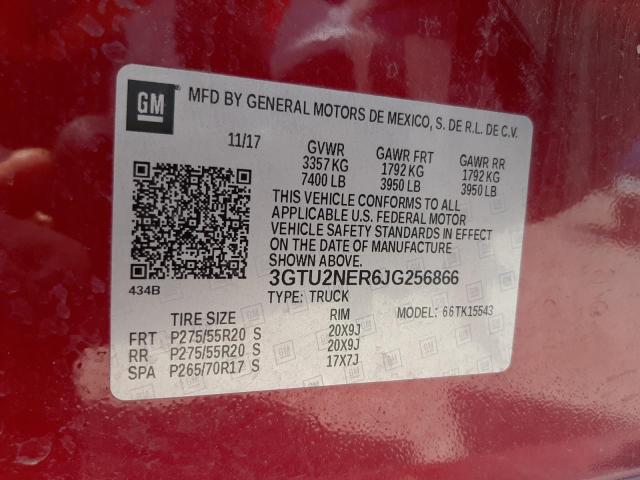 GM
MFD BY GENERAL MOTORS DE MEXICO, S. DE R.L. DE C.V.
11/17 GVWR GAWR FRT GAWR RR
3357 KG 1792 KG 1792 KG
7400 LB 3950 LB 3950 LB
THIS VEHICLE CONFORMS TO ALL
APPLICABLE U.S. FEDERAL MOTOR
VEHICLE SAFETY STANDARDS IN EFFECT
ON THE DATE OF MANUFACTURE
SHOWN ABOVE.
434B 3GTU2NER6JG256866
TYPE: TRUCK
TIRE SIZE RIM MODEL: 66TK15543
FRT P275/55R20 S 20X9J
RR P275/55R20 S 20X9J
SPA P265/70R17 S 17X7J